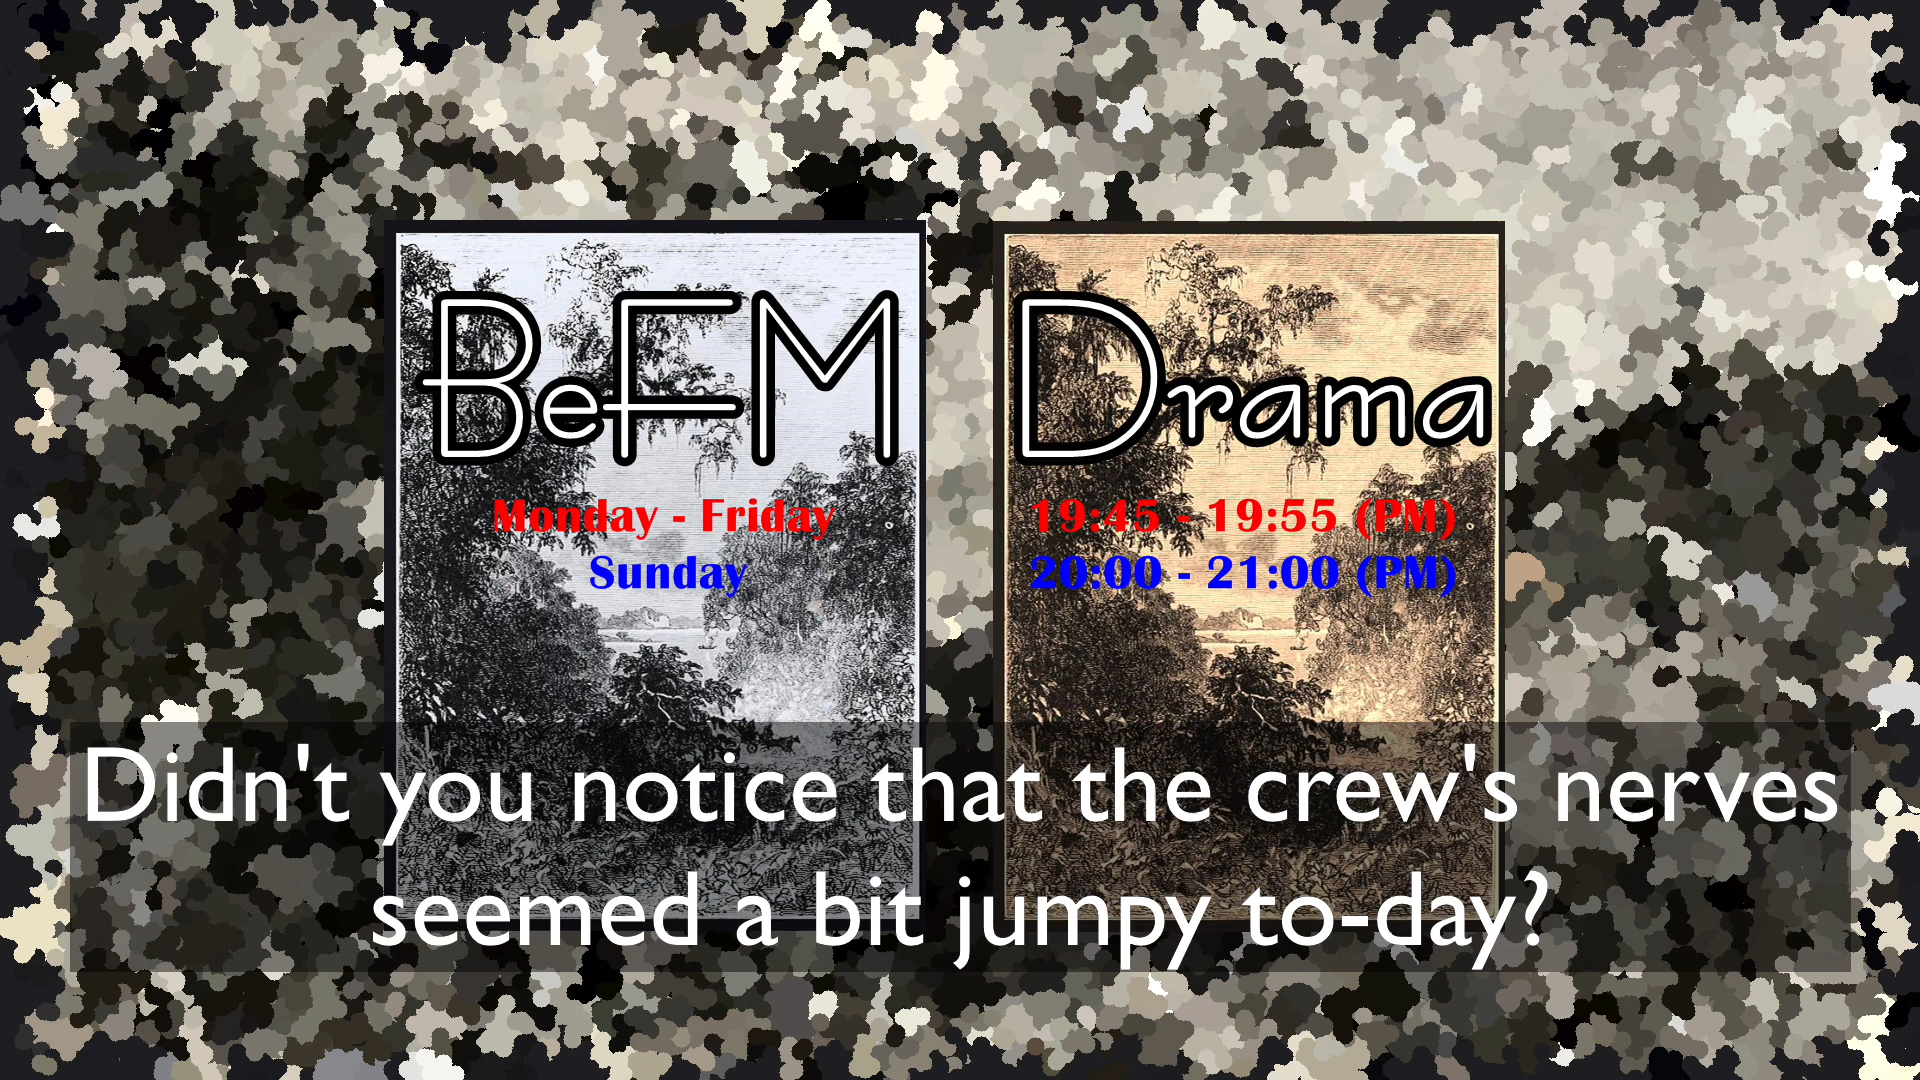 BeFM Drama
Monday - Friday 19:45 - 19:55 (PM)
Sunday 20:00 - 21:00 (PM)
Didn't you notice that the crew's nerves
seemed a bit jumpy to-day?